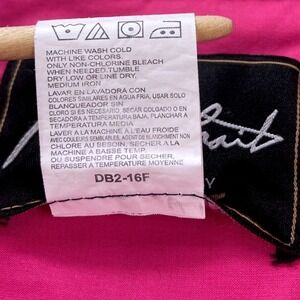 MACHINE WASH COLD
WITH LIKE COLORS.
ONLY NON-CHLORINE BLEACH
WHEN NEEDED.TUMBLE
DRY LOW OR LINE DRY,
MEDIUM IRON
LAVAR EN LAVADORA CON
COLORES SIMILARES EN AGUA FRIA, USAR SOLO
BLANQUEADOR SIN
CLORO SI ES NECESARIO. SECAR COLGADO O EN
SECADORA A TEMPERATURA BAJA, PLANCHAR A
TEMPERATURA MEDIA
LAVER A LA MACHINE A L'EAU FROIDE
AVEC COULEURS SIMILAIRES, AGENT DE BLANCHIMENT NON
CHLORE AU BESOIN, SECHER DANS UNE
MACHINE A BASSE TEMP.
OU SUSPENDRE POUR SECHER,
REPASSER A TEMPERATURE MOYENNE
DB2-16F